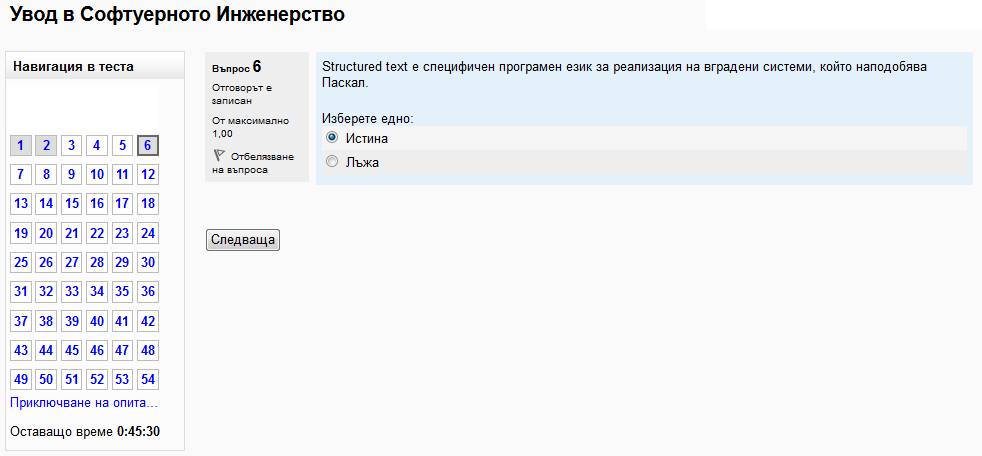 Увод в Софтуерното Инженерство
Навигация в теста
1 2 3 4 5 6
7 8 9 10 11 12
13 14 15 16 17 18
19 20 21 22 23 24
25 26 27 28 29 30
31 32 33 34 35 36
37 38 39 40 41 42
43 44 45 46 47 48
49 50 51 52 53 54
Приключване на опита...
Оставащо време 0:45:30
Въпрос 6
Отговорът е
записан
От максимално
1,00
Отбелязване
на въпроса
Structured text е специфичен програмен език за реализация на вградени системи, който наподобява
Паскал.
Изберете едно:
Истина
Лъжа
Следваща